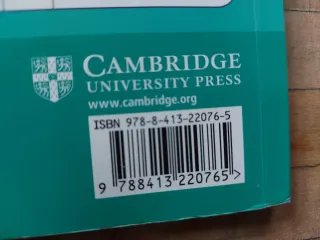 CAMBRIDGE
UNIVERSITY PRESS
www.cambridge.org
ISBN 978-8-413-22076-5
9 788413 220765>